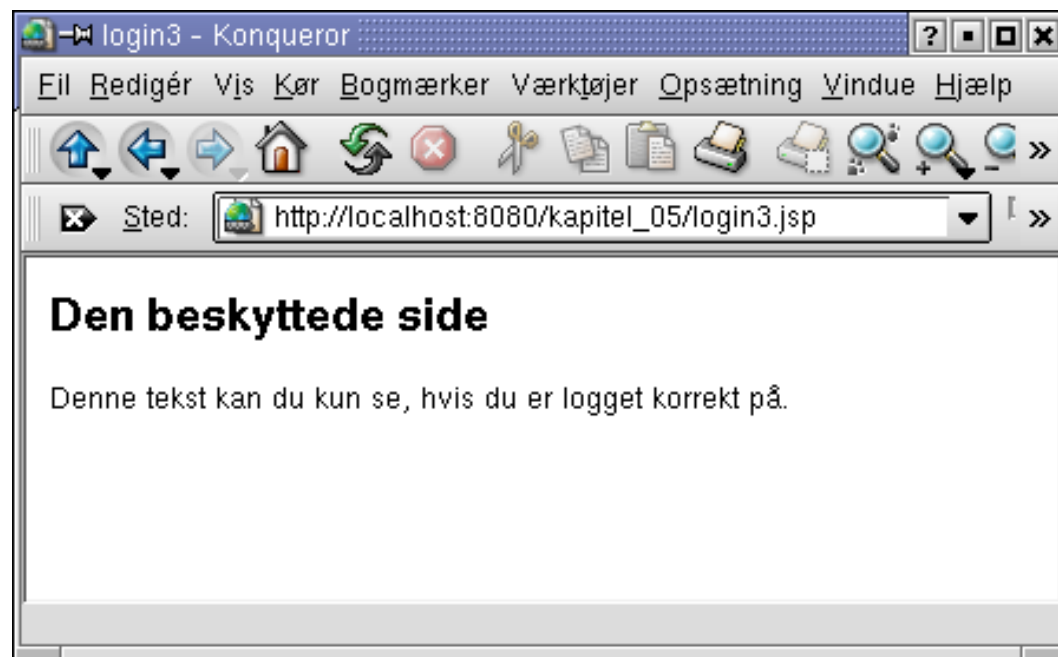 login3 - Konqueror
Fil Redigér Vis Kør Bogmærker Værktøjer Opsætning Vindue Hjælp
Sted: http://localhost:8080/kapitel_05/login3.jsp
Den beskyttede side
Denne tekst kan du kun se, hvis du er logget korrekt på.